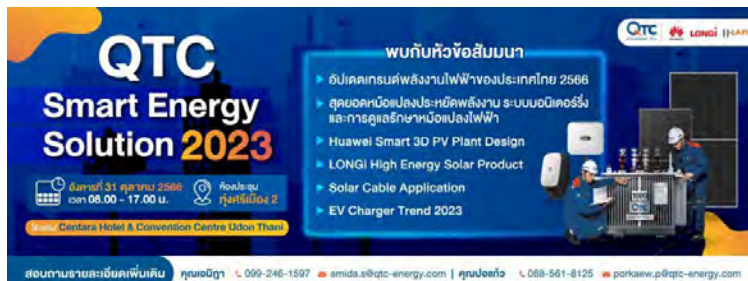 QTC
Smart Energy
Solution 2023
อังคารที่ 31 ตุลาคม 2566
เวลา 08.00 - 17.00 น.
ห้องประชุม
ทุ่งศรีเมือง 2
โรงแรม Centara Hotel & Convention Centre Udon Thani
พบกับหัวข้อสัมมนา
อัปเดตเทรนด์พลังงานไฟฟ้าของประเทศไทย 2566
สุดยอดหม้อแปลงประหยัดพลังงาน ระบบมอนิเตอร์ริ่ง
และการดูแลรักษาหม้อแปลงไฟฟ้า
Huawei Smart 3D PV Plant Design
LONGi High Energy Solar Product
Solar Cable Application
EV Charger Trend 2023
QTC LONGi
สอบถามรายละเอียดเพิ่มเติม คุณเอมิฎา 099-246-1597 amida.s@qtc-energy.com | คุณปอแก้ว 088-561-8125 porkaew.p@qtc-energy.com